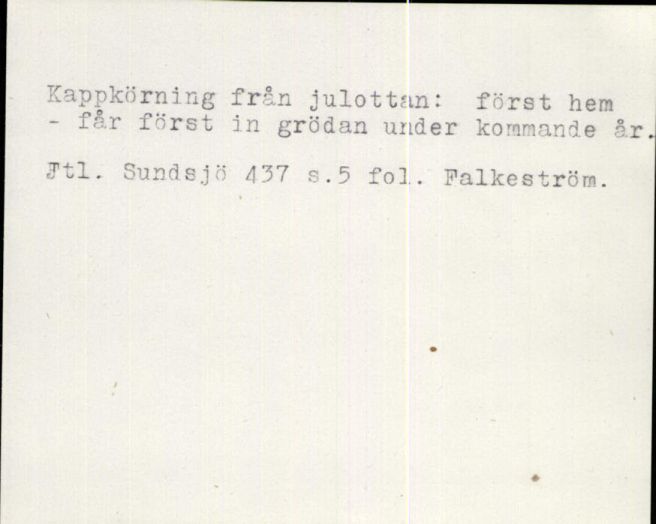 Kappkörning från julottan: först hem
- får först in grödan under kommande år.
Jtl. Sundsjö 437 s.5 fol. Falkeström.